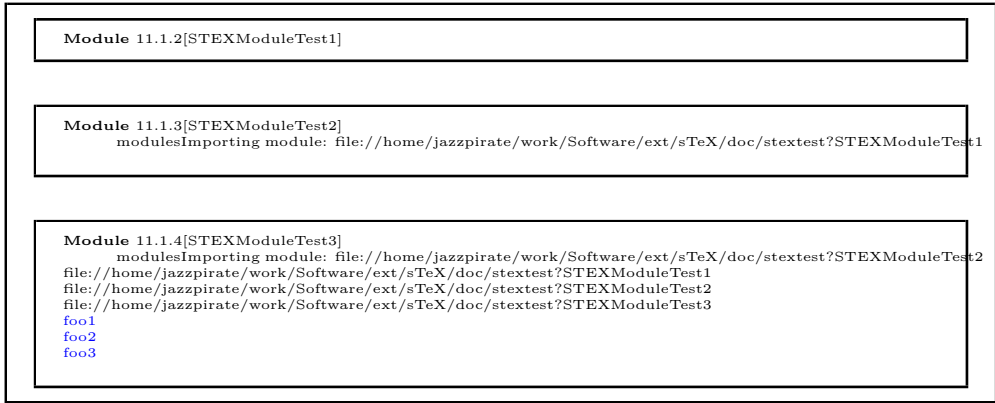 Module 11.1.2[STEXModuleTest1]
Module 11.1.3[STEXModuleTest2]
modulesImporting module: file://home/jazzpirate/work/Software/ext/sTeX/doc/stextest?STEXModuleTest1
Module 11.1.4[STEXModuleTest3]
modulesImporting module: file://home/jazzpirate/work/Software/ext/sTeX/doc/stextest?STEXModuleTest2
file://home/jazzpirate/work/Software/ext/sTeX/doc/stextest?STEXModuleTest1
file://home/jazzpirate/work/Software/ext/sTeX/doc/stextest?STEXModuleTest2
file://home/jazzpirate/work/Software/ext/sTeX/doc/stextest?STEXModuleTest3
foo1
foo2
foo3